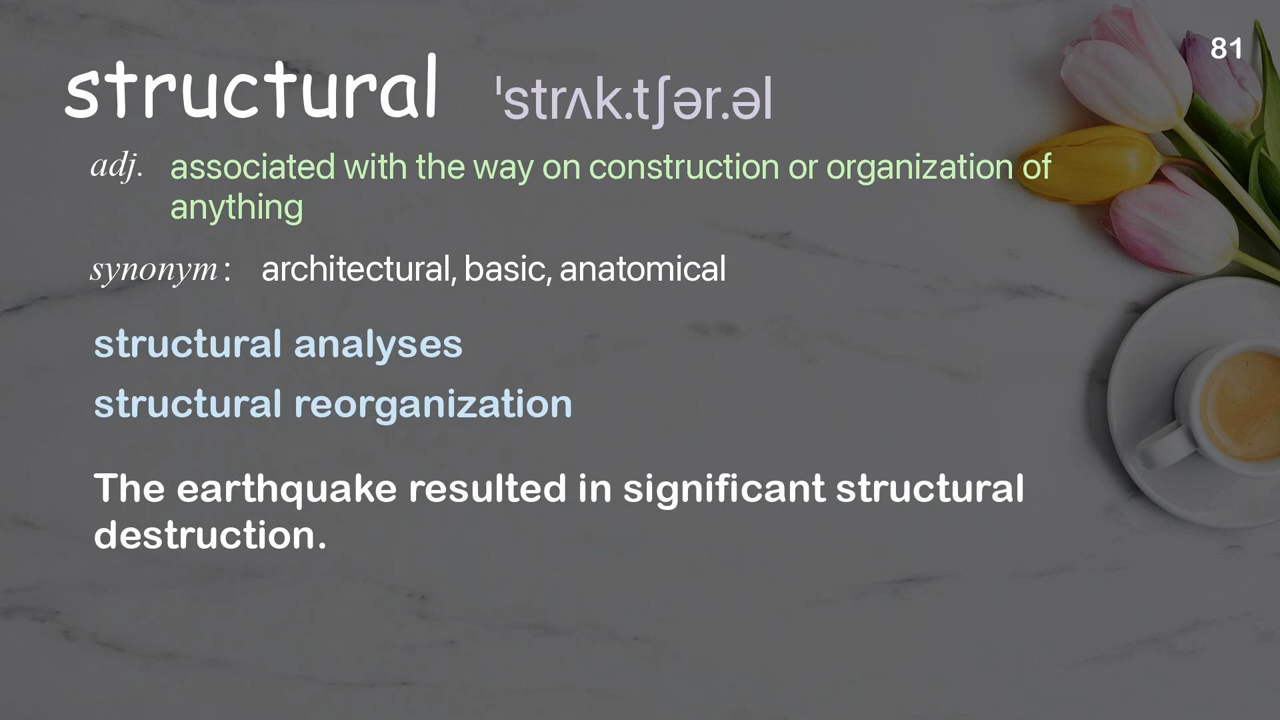 81
structural ˈstrʌk.tʃər.əl
adj. associated with the way on construction or organization of
anything
synonym : architectural, basic, anatomical
structural analyses
structural reorganization
The earthquake resulted in significant structural
destruction.